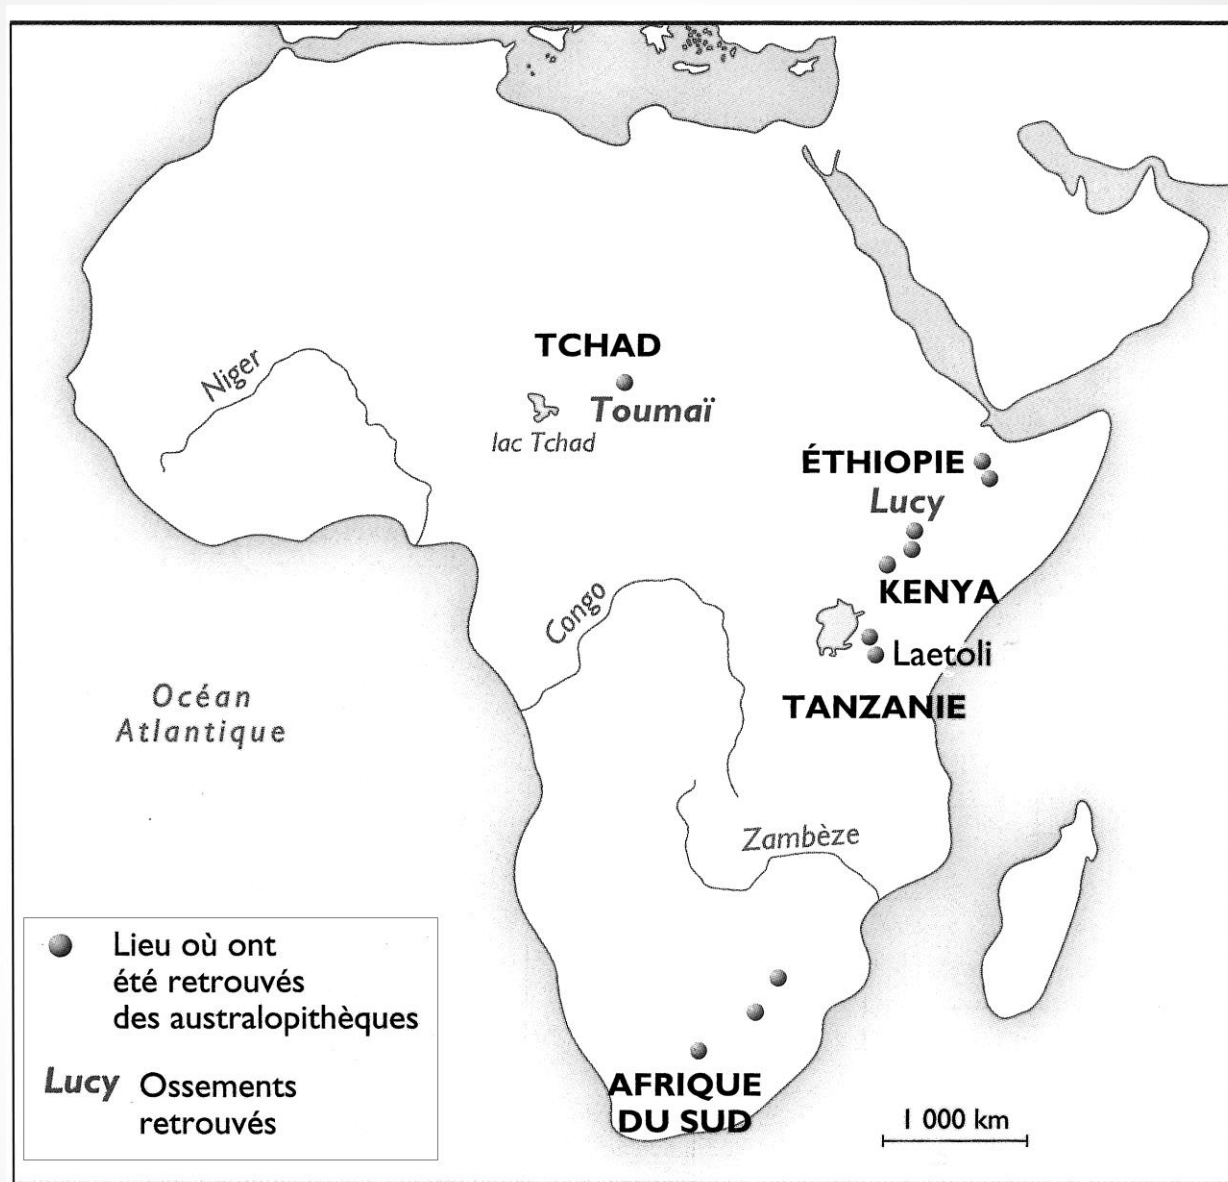 TCHAD
Niger
Toumaï
lac Tchad
ÉTHIOPIE
Lucy
KENYA
Congo
Laetoli
Océan
Atlantique
TANZANIE
Zambèze
Lieu où ont
été retrouvés
des australopithèques
Lucy Ossements
retrouvés
AFRIQUE
DU SUD
1 000 km